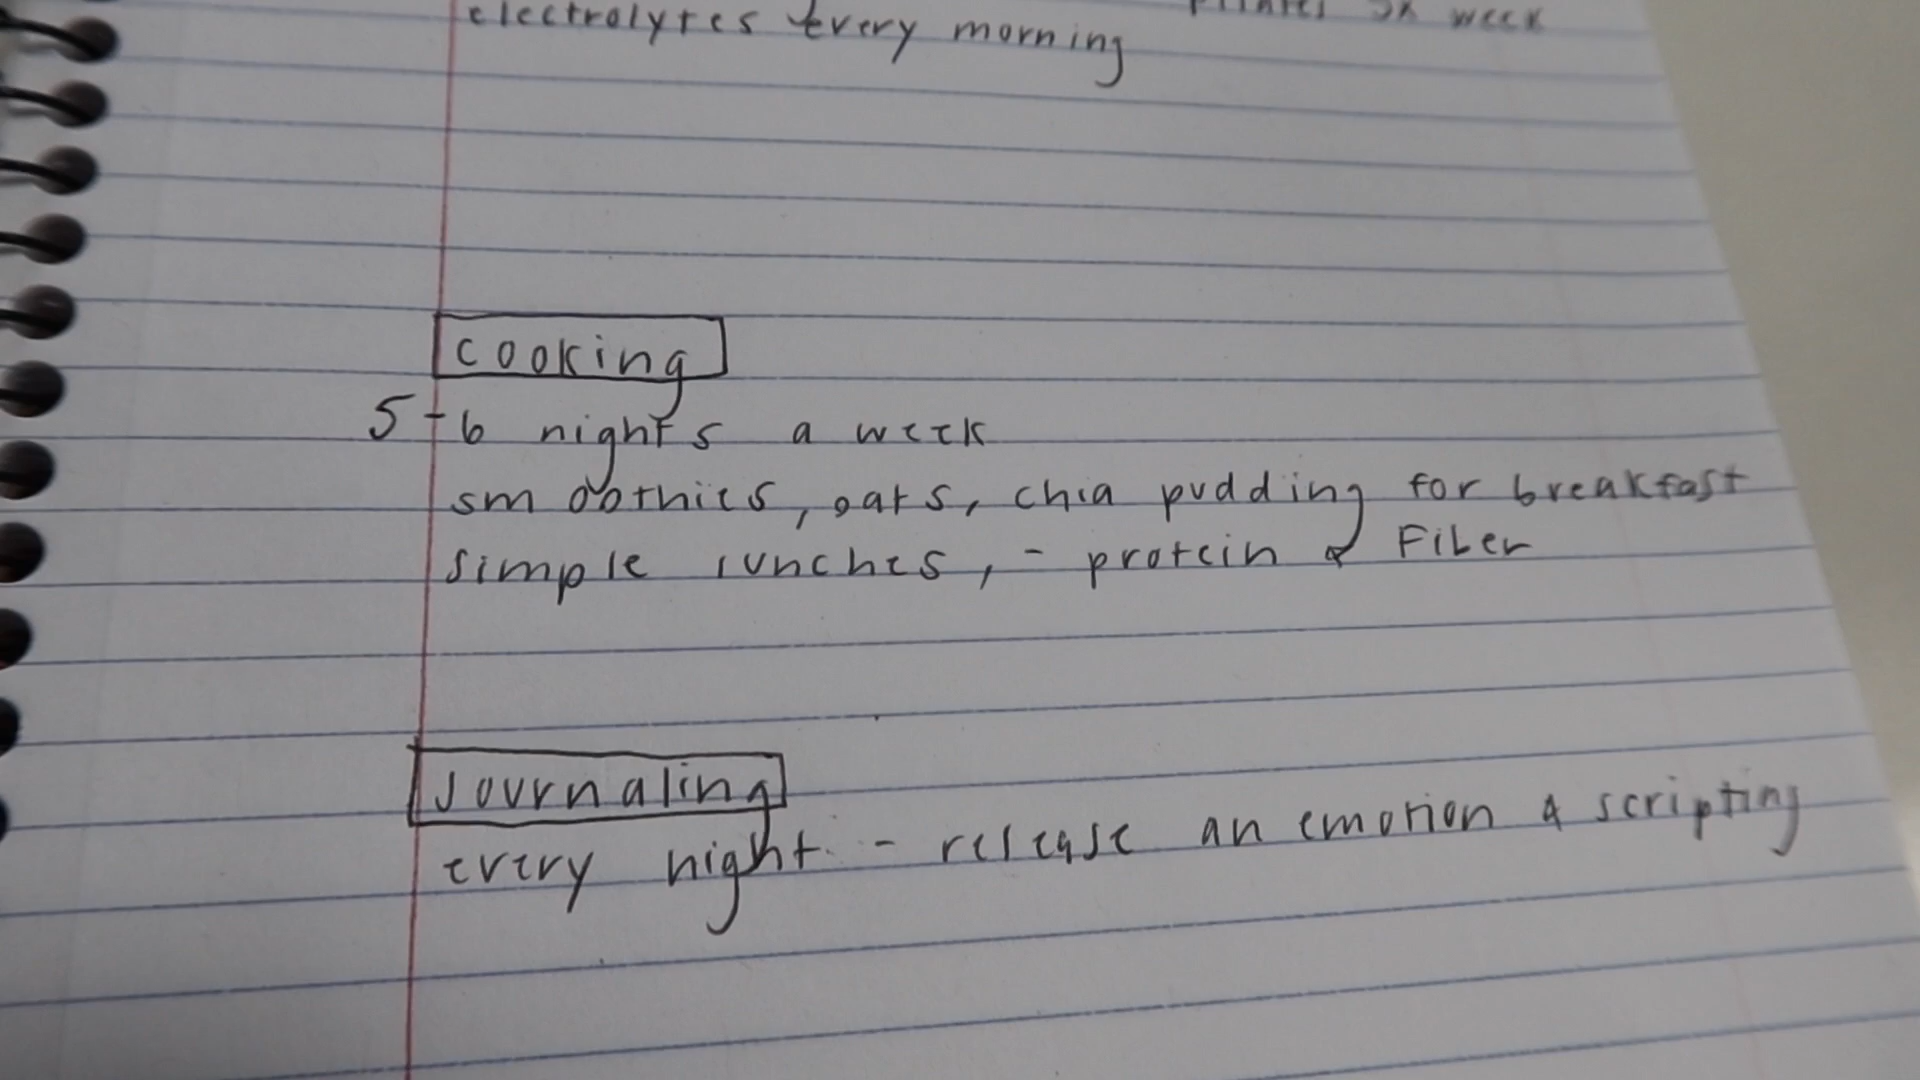 electrolytes every morning
week
cooking
5-6 nights a week
smoothies, oats, chia pudding for breakfast
simple lunches, - protein & Fiber
Journaling
every night - release an emotion & scripting